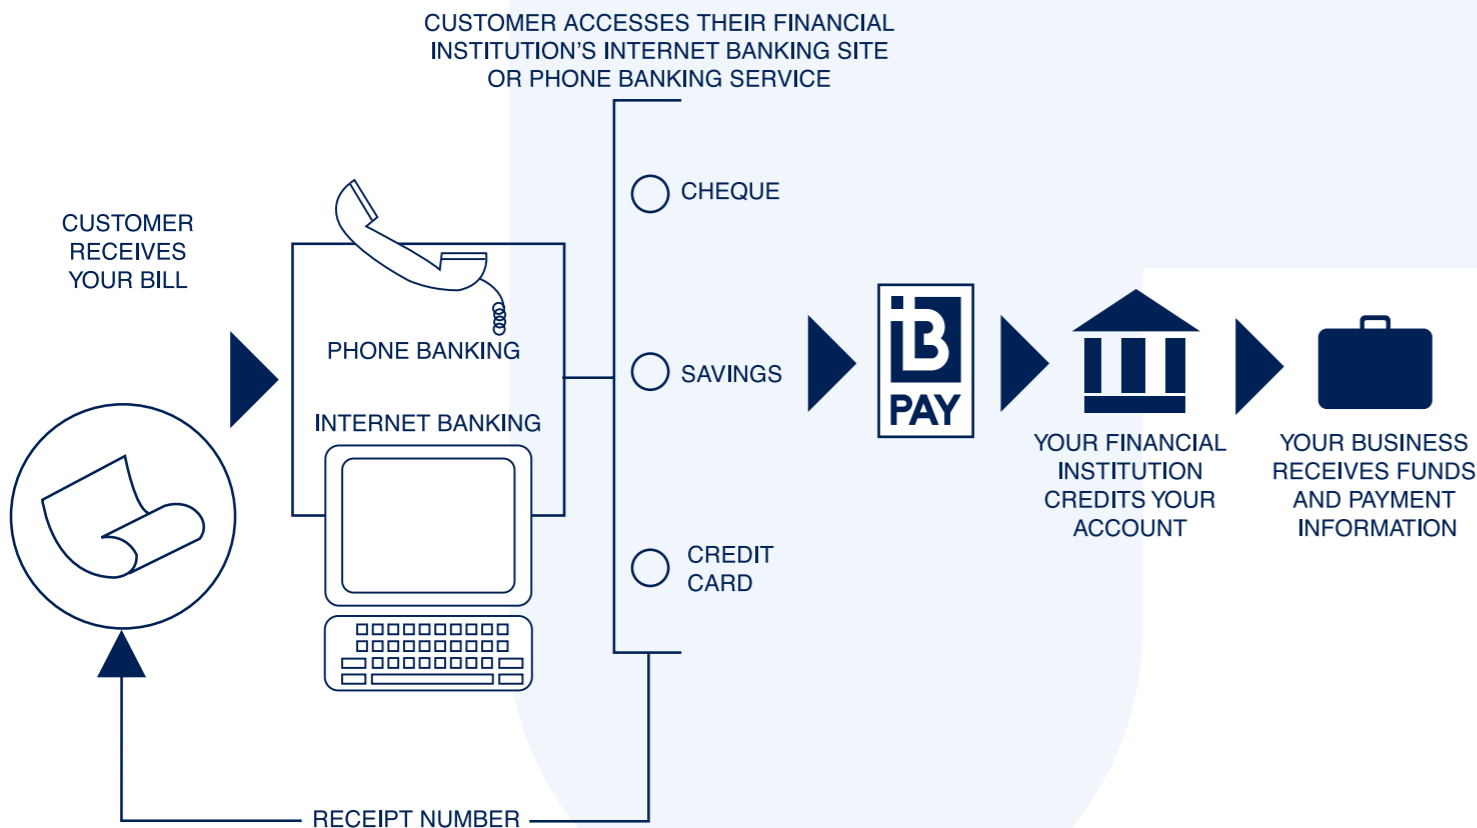 CUSTOMER ACCESSES THEIR FINANCIAL
INSTITUTION’S INTERNET BANKING SITE
OR PHONE BANKING SERVICE
CUSTOMER
RECEIVES
YOUR BILL
PHONE BANKING
INTERNET BANKING
CHEQUE
SAVINGS
CREDIT
CARD
B
PAY
YOUR FINANCIAL
INSTITUTION
CREDITS YOUR
ACCOUNT
YOUR BUSINESS
RECEIVES FUNDS
AND PAYMENT
INFORMATION
RECEIPT NUMBER